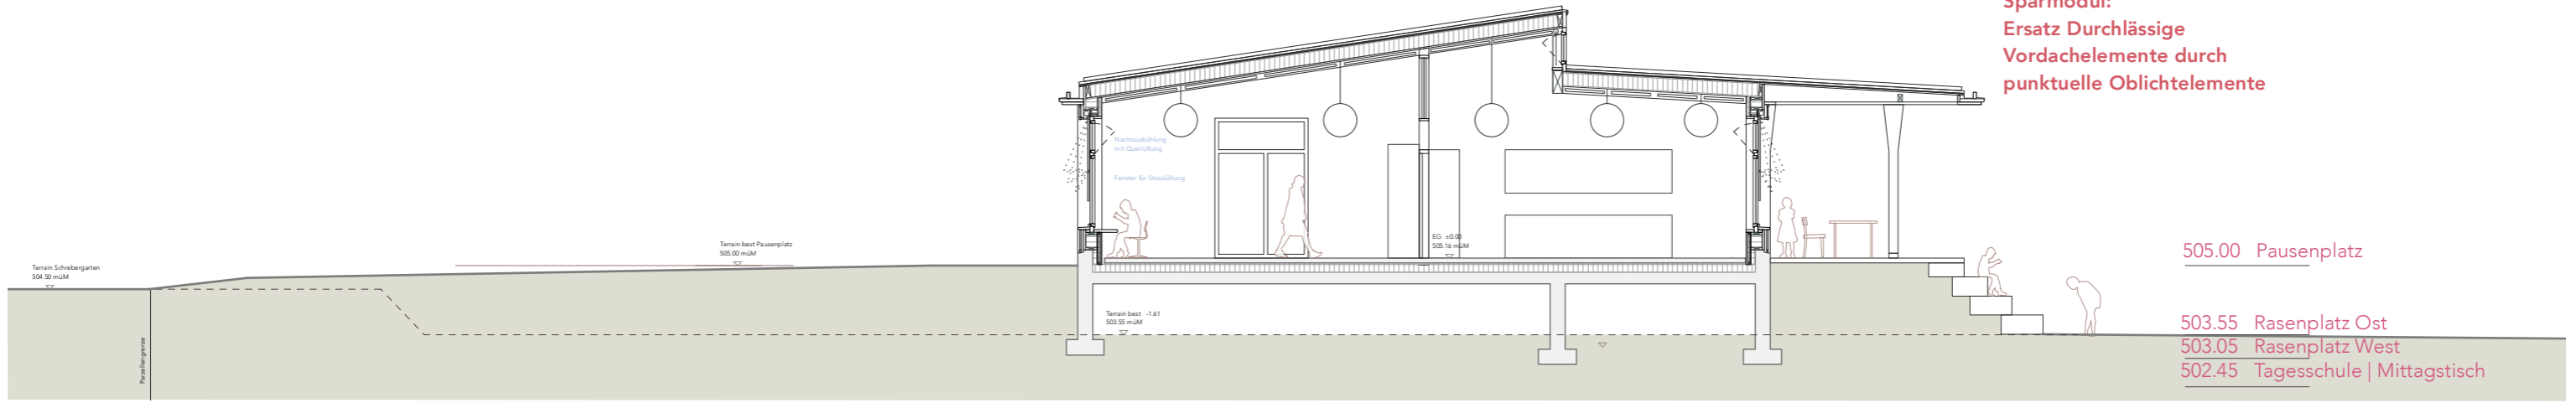 Sparmodul:
Ersatz Durchlässige
Vordachelemente durch
punktuelle Oblichtelemente
Nachtauskühlung
mit Querlüftung
Fenster für Stosslüftung
Terrain best Pausenplatz
505.00 müM
EG ±0.00
505.16 müM
Terrain Schrebergarten
504.50 müM
Terrain best -1.61
503.55 müM
Parzellengrenze
505.00 Pausenplatz
503.55 Rasenplatz Ost
503.05 Rasenplatz West
502.45 Tagesschule | Mittagstisch